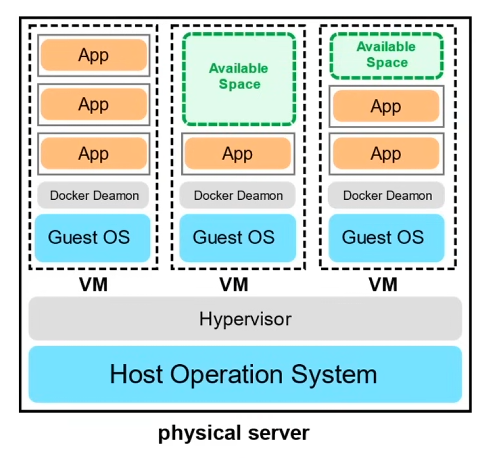 App
App
App
Docker Deamon
Guest OS
VM
Available
Space
App
Docker Deamon
Guest OS
VM
Available
Space
App
App
Docker Deamon
Guest OS
VM
Hypervisor
Host Operation System
physical server